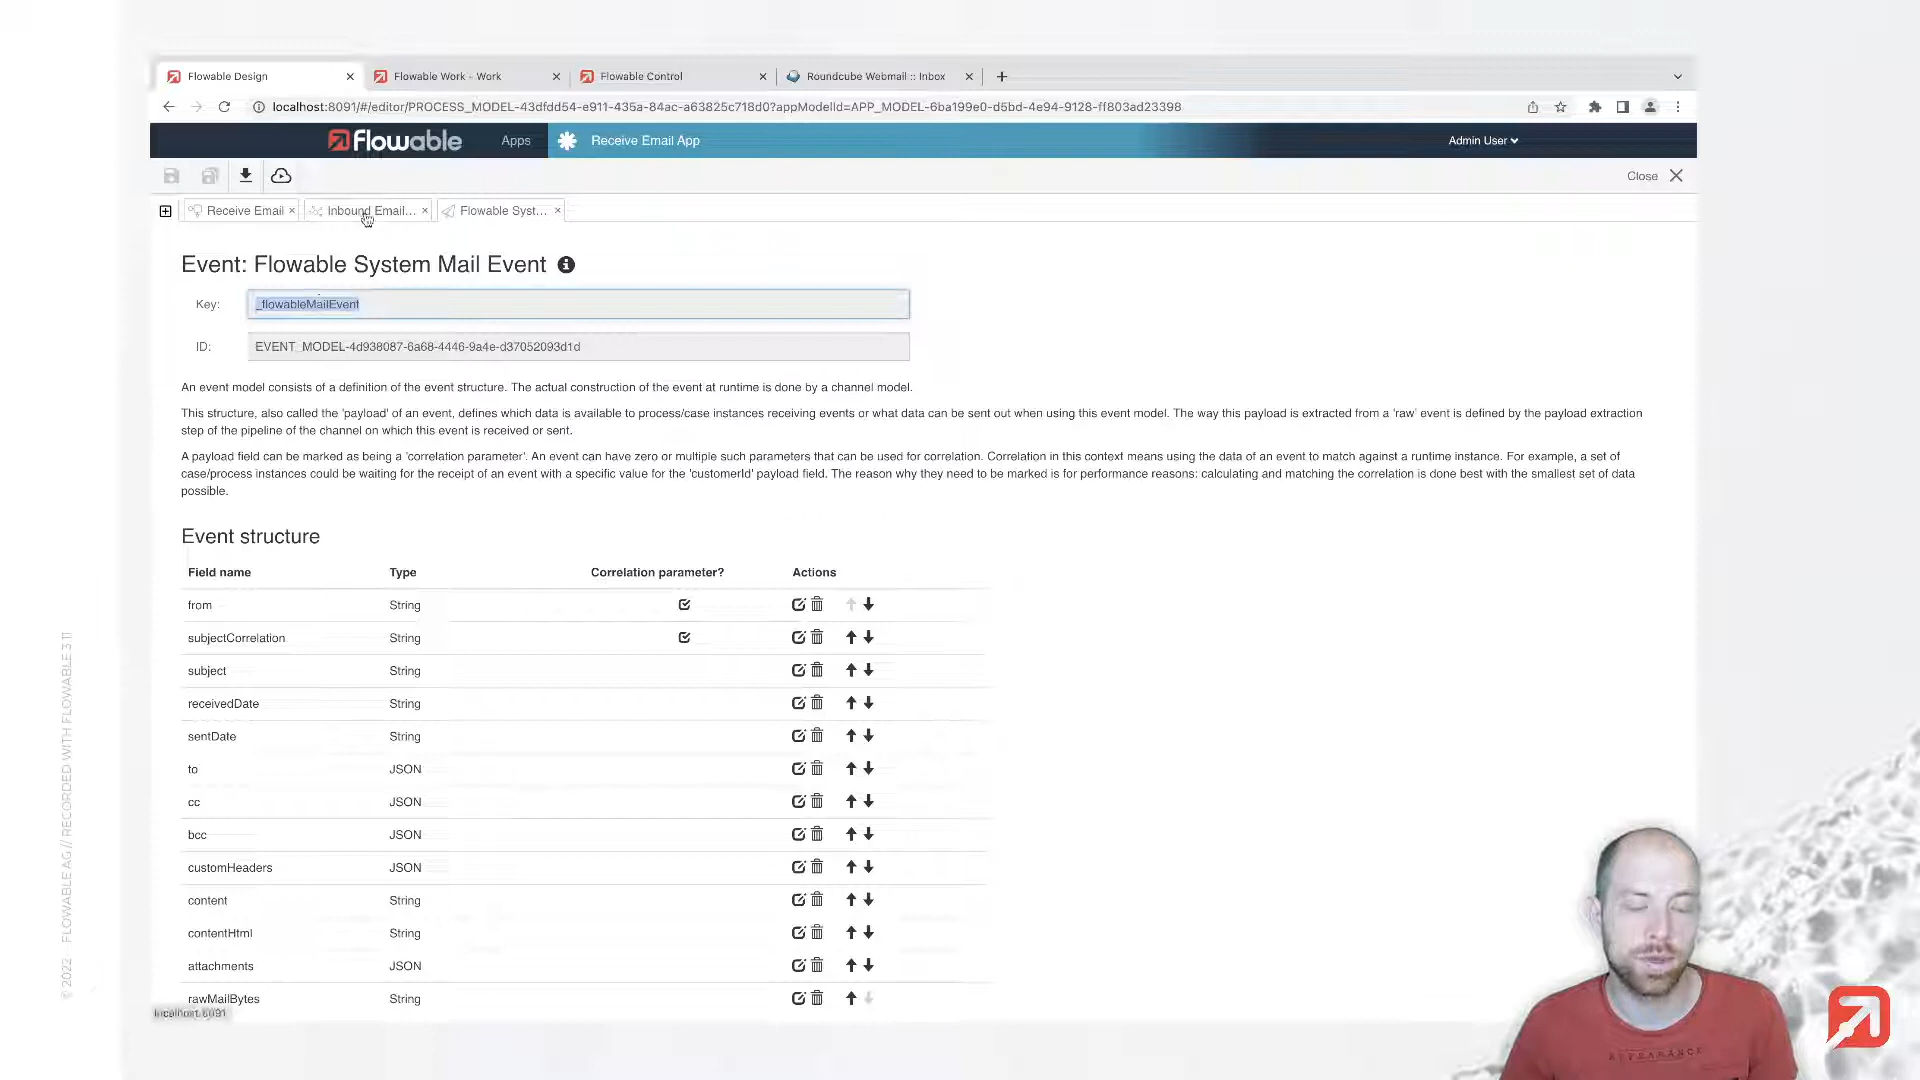 Flowable Design
Flowable Work - Work
Flowable Control
Roundcube Webmail :: Inbox
localhost:8091/#/editor/PROCESS_MODEL-43dfdd54-e911-435a-84ac-a63825c718d0?appModelId=APP_MODEL-6ba199e0-d5bd-4e94-9128-ff803ad23398
flowable
Apps
Receive Email App
Admin User
Close
Receive Email
Inbound Email...
Flowable Syst...
Event: Flowable System Mail Event
Key:
_flowableMailEvent
ID:
EVENT_MODEL-4d938087-6a68-4446-9a4e-d37052093d1d
An event model consists of a definition of the event structure. The actual construction of the event at runtime is done by a channel model.
This structure, also called the 'payload' of an event, defines which data is available to process/case instances receiving events or what data can be sent out when using this event model. The way this payload is extracted from a 'raw' event is defined by the payload extraction
step of the pipeline of the channel on which this event is received or sent.
A payload field can be marked as being a 'correlation parameter'. An event can have zero or multiple such parameters that can be used for correlation. Correlation in this context means using the data of an event to match against a runtime instance. For example, a set of
case/process instances could be waiting for the receipt of an event with a specific value for the 'customerId' payload field. The reason why they need to be marked is for performance reasons: calculating and matching the correlation is done best with the smallest set of data
possible.
Event structure
Field name Type Correlation parameter? Actions
from String
subjectCorrelation String
subject String
receivedDate String
sentDate String
to JSON
cc JSON
bcc JSON
customHeaders JSON
content String
contentHtml String
attachments JSON
rawMailBytes String
localhost:8091
© 2022 FLOWABLE AG // RECORDED WITH FLOWABLE 3.11
APPEARANCE